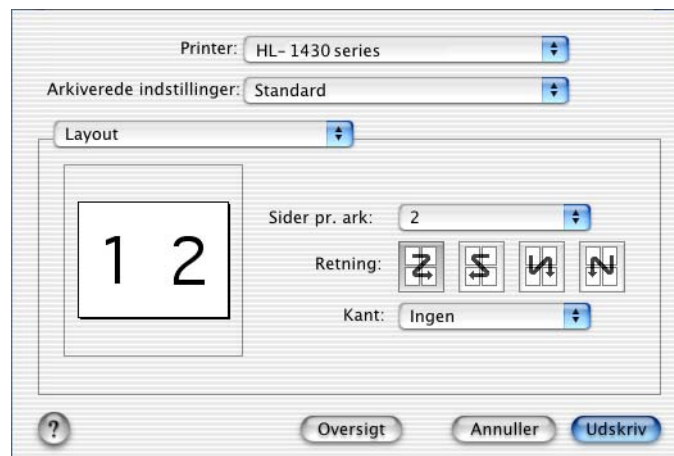 Printer: HL- 1430 series
Arkiverede indstillinger: Standard
Layout
1 2
Sider pr. ark: 2
Retning:
Kant: Ingen
? Oversigt Annuller Udskriv